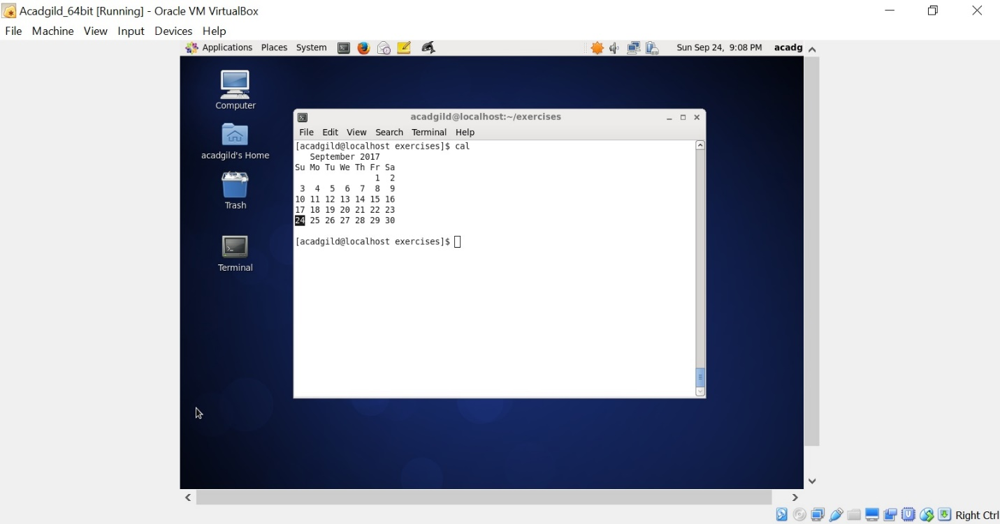 Acadgild_64bit [Running] - Oracle VM VirtualBox
File Machine View Input Devices Help
Applications Places System Sun Sep 24, 9:08 PM acadg
Computer
acadgild's Home
Trash
Terminal
acadgild@localhost:~/exercises
File Edit View Search Terminal Help
[acadgild@localhost exercises]$ cal
   September 2017
Su Mo Tu We Th Fr Sa
                1  2
 3  4  5  6  7  8  9
10 11 12 13 14 15 16
17 18 19 20 21 22 23
24 25 26 27 28 29 30
[acadgild@localhost exercises]$
Right Ctrl